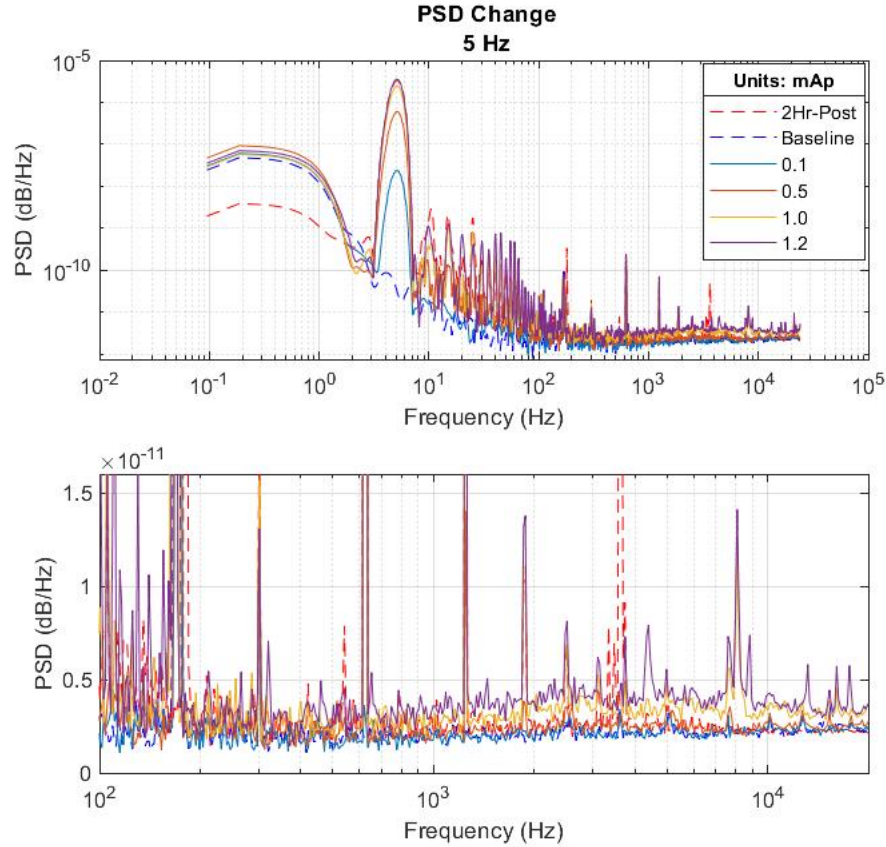 PSD Change
5 Hz
10^-5
10^-10
PSD (dB/Hz)
Units: mAp
2Hr-Post
Baseline
0.1
0.5
1.0
1.2
10^-2 10^-1 10^0 10^1 10^2 10^3 10^4 10^5
Frequency (Hz)
× 10^-11
1.5
1
0.5
0
PSD (dB/Hz)
10^2 10^3 10^4
Frequency (Hz)